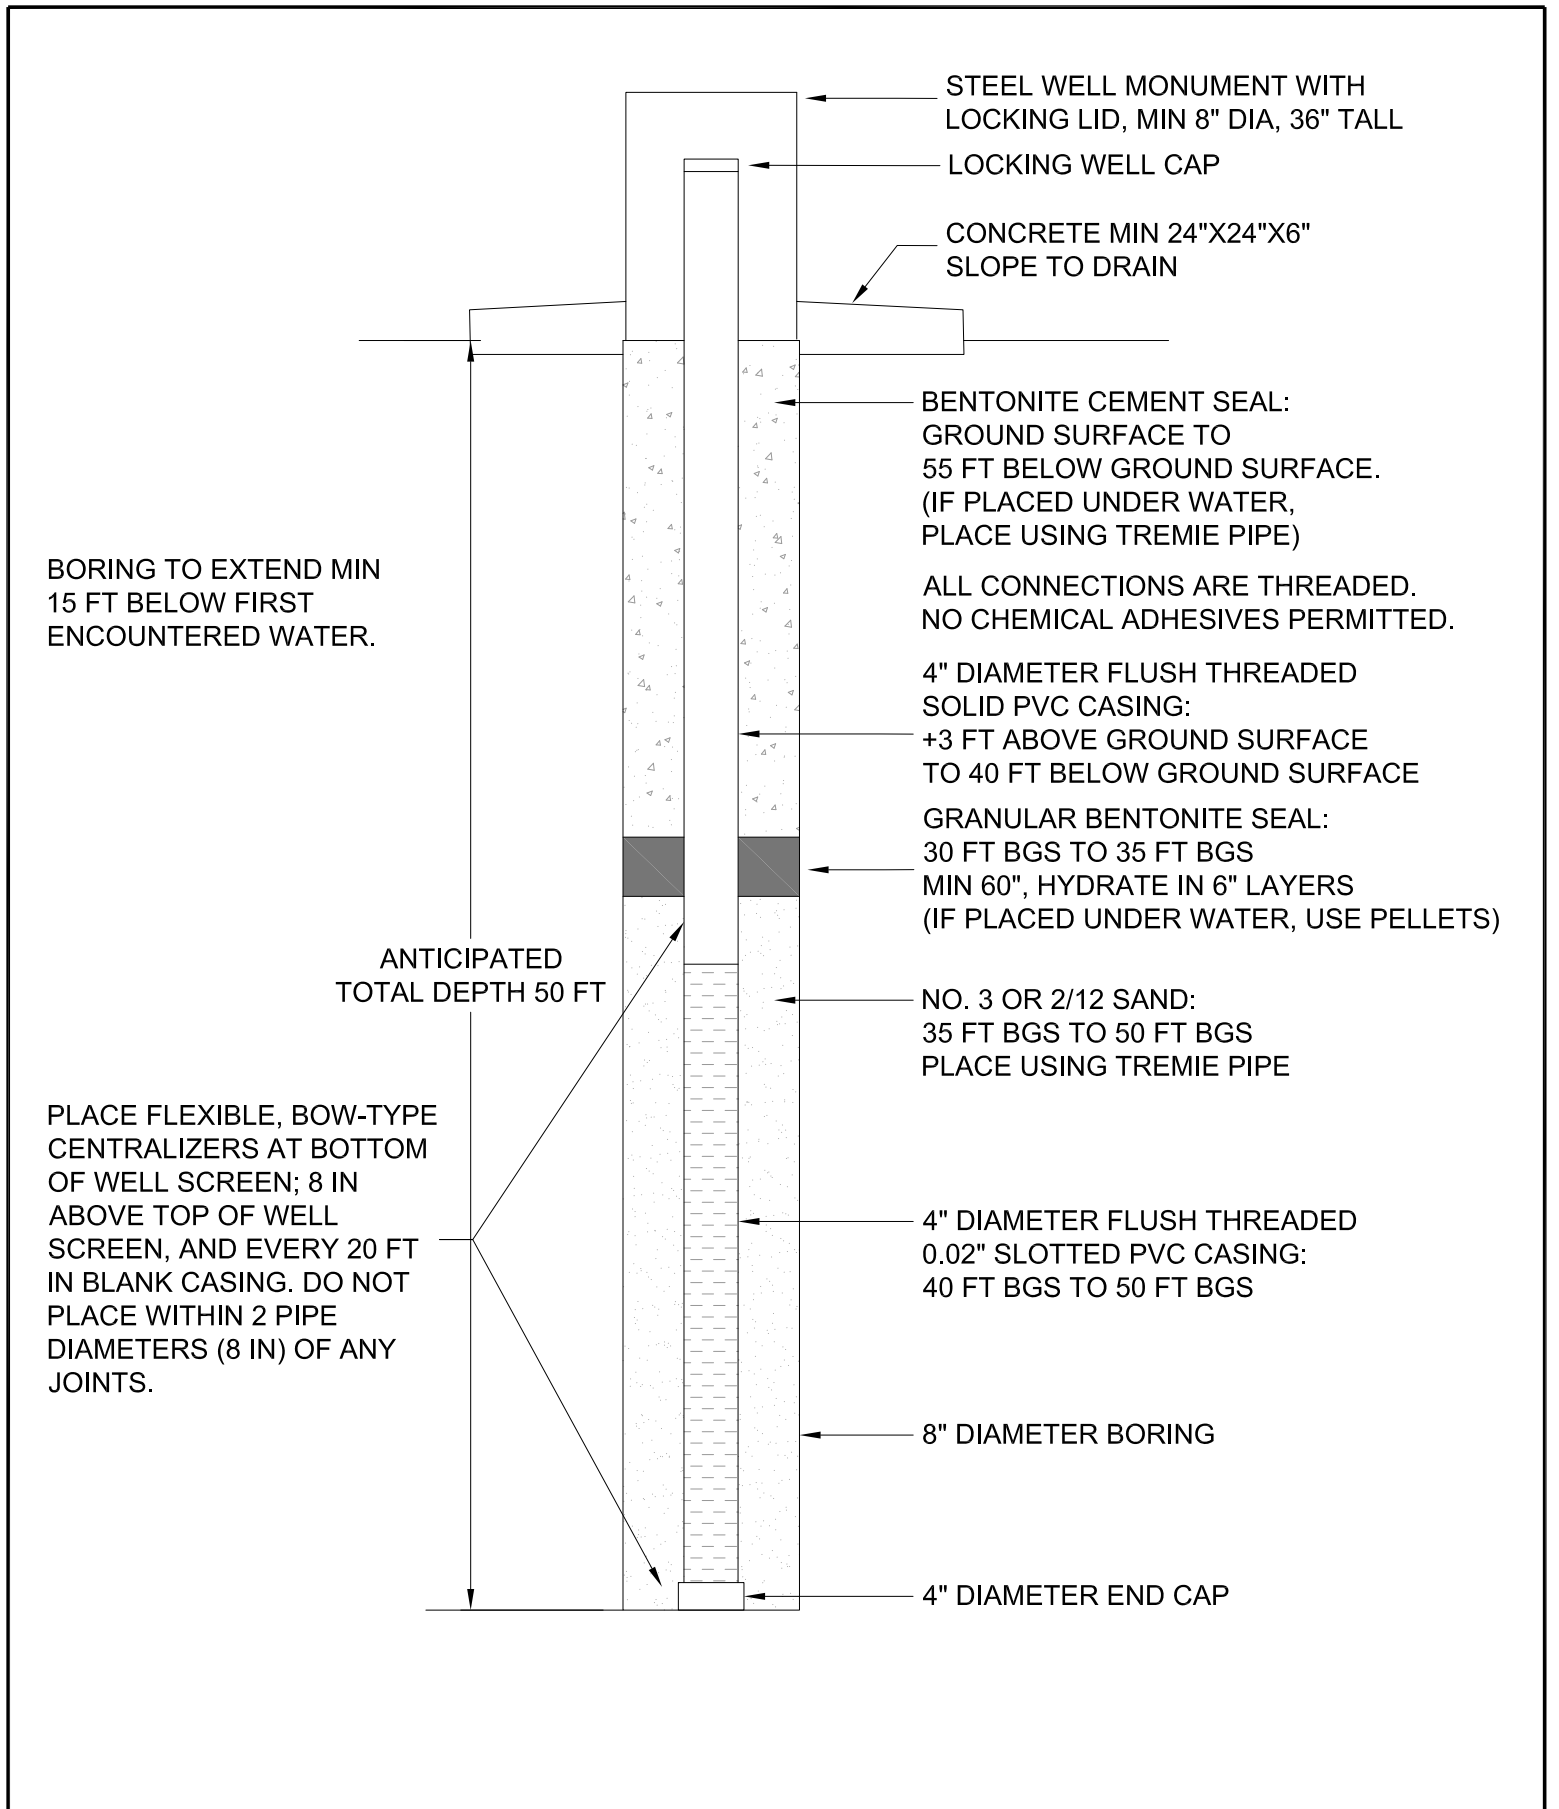 STEEL WELL MONUMENT WITH
LOCKING LID, MIN 8" DIA, 36" TALL
LOCKING WELL CAP
CONCRETE MIN 24"X24"X6"
SLOPE TO DRAIN
BENTONITE CEMENT SEAL:
GROUND SURFACE TO
55 FT BELOW GROUND SURFACE.
(IF PLACED UNDER WATER,
PLACE USING TREMIE PIPE)
BORING TO EXTEND MIN
15 FT BELOW FIRST
ENCOUNTERED WATER.
ALL CONNECTIONS ARE THREADED.
NO CHEMICAL ADHESIVES PERMITTED.
4" DIAMETER FLUSH THREADED
SOLID PVC CASING:
+3 FT ABOVE GROUND SURFACE
TO 40 FT BELOW GROUND SURFACE
GRANULAR BENTONITE SEAL:
30 FT BGS TO 35 FT BGS
MIN 60", HYDRATE IN 6" LAYERS
(IF PLACED UNDER WATER, USE PELLETS)
ANTICIPATED
TOTAL DEPTH 50 FT
NO. 3 OR 2/12 SAND:
35 FT BGS TO 50 FT BGS
PLACE USING TREMIE PIPE
PLACE FLEXIBLE, BOW-TYPE
CENTRALIZERS AT BOTTOM
OF WELL SCREEN; 8 IN
ABOVE TOP OF WELL
SCREEN, AND EVERY 20 FT
IN BLANK CASING. DO NOT
PLACE WITHIN 2 PIPE
DIAMETERS (8 IN) OF ANY
JOINTS.
4" DIAMETER FLUSH THREADED
0.02" SLOTTED PVC CASING:
40 FT BGS TO 50 FT BGS
8" DIAMETER BORING
4" DIAMETER END CAP